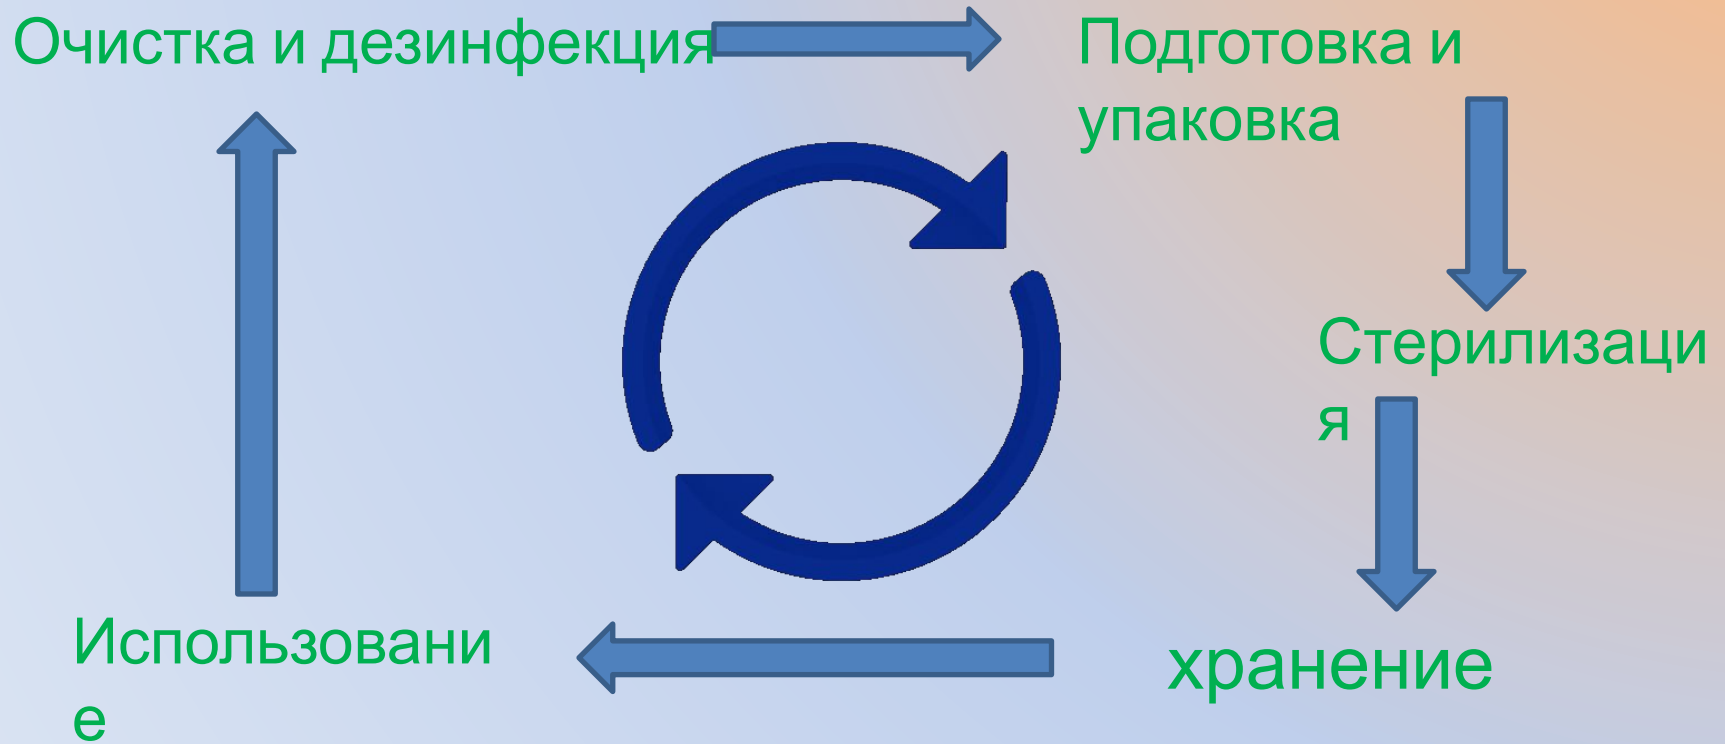 Очистка и дезинфекция
Подготовка и
упаковка
Стерилизаци
я
хранение
Использовани
е